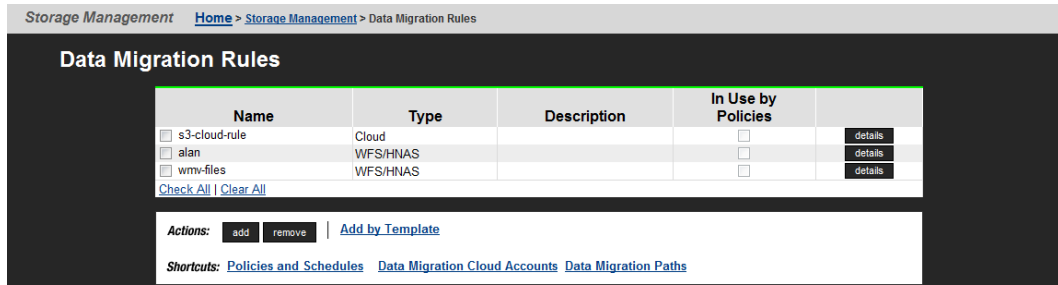 Storage Management Home > Storage Management > Data Migration Rules
Data Migration Rules
Name Type Description In Use by Policies
s3-cloud-rule Cloud details
alan WFS/HNAS details
wmv-files WFS/HNAS details
Check All | Clear All
Actions: add remove | Add by Template
Shortcuts: Policies and Schedules Data Migration Cloud Accounts Data Migration Paths